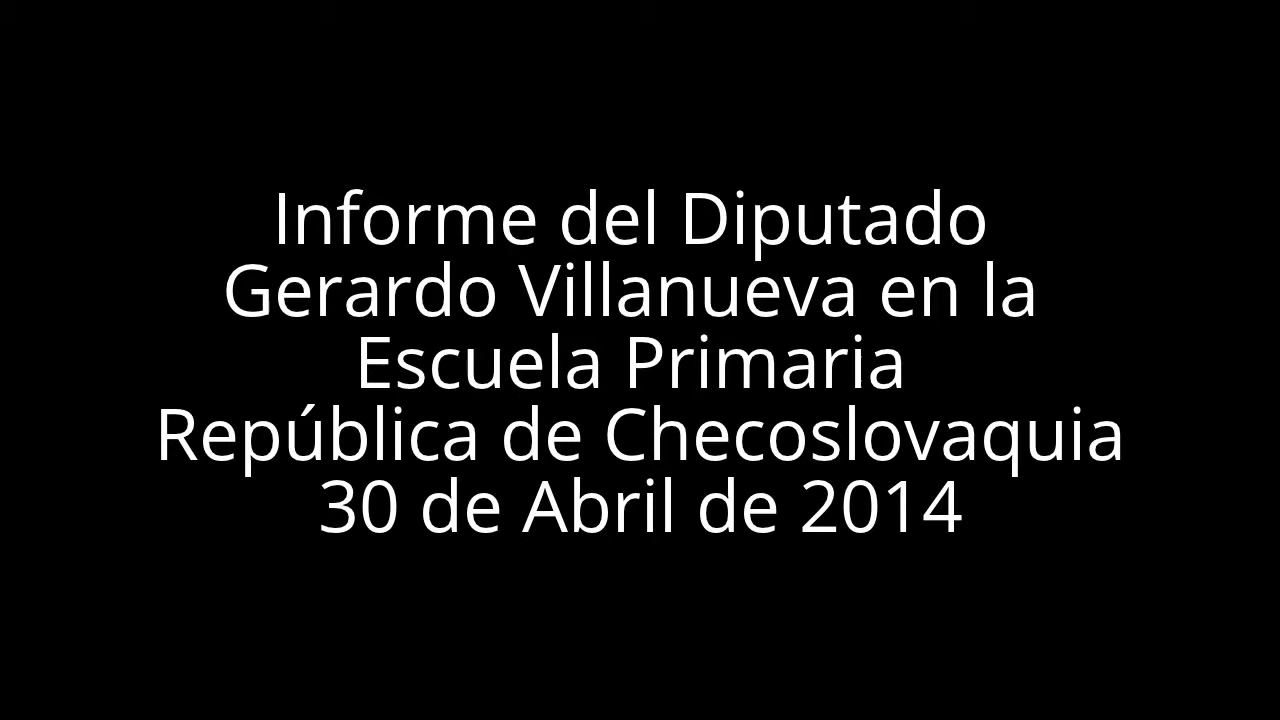 Informe del Diputado
Gerardo Villanueva en la
Escuela Primaria
República de Checoslovaquia
30 de Abril de 2014